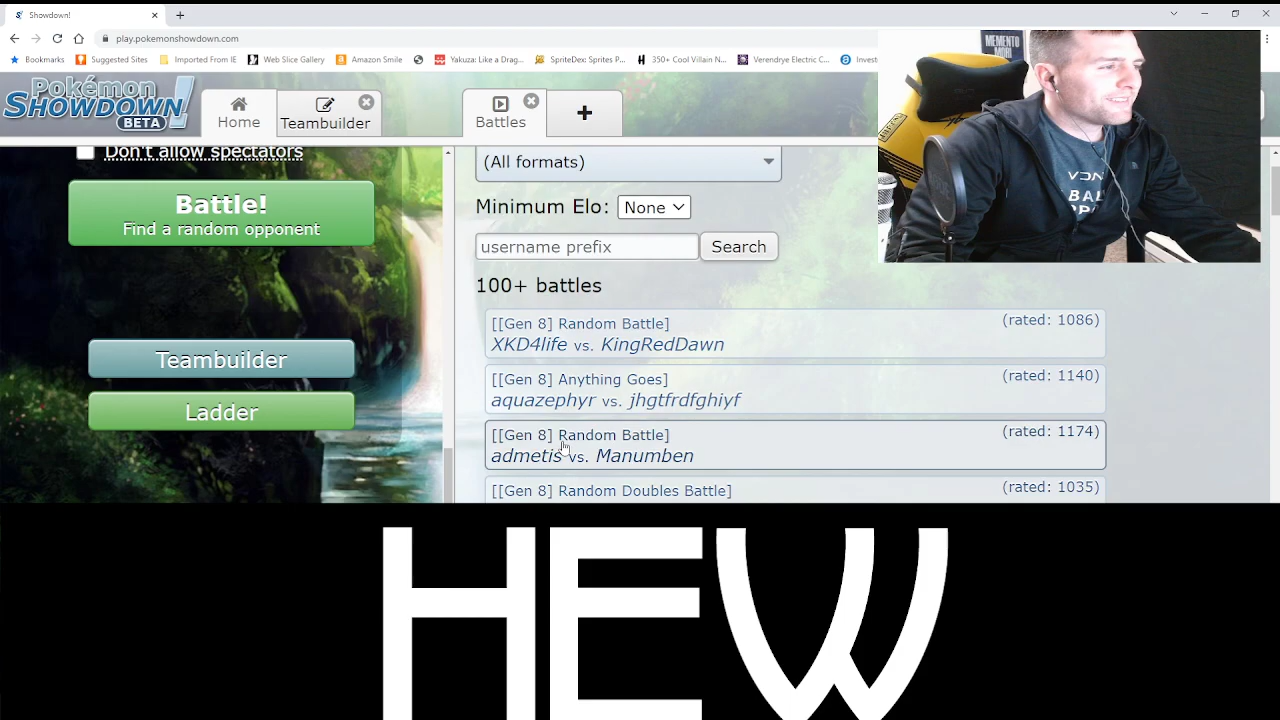 Showdown!
play.pokemonshowdown.com
Bookmarks Suggested Sites Imported From IE Web Slice Gallery Amazon Smile Yakuza: Like a Drag... SpriteDex: Sprites P... 350+ Cool Villain N... Verendrye Electric C... Invest
MEMENTO
MORI
Pokémon
SHOWDOWN!
BETA
Home
Teambuilder
Battles
Don't allow spectators
Battle!
Find a random opponent
Teambuilder
Ladder
(All formats)
Minimum Elo: None
username prefix Search
100+ battles
[[Gen 8] Random Battle] (rated: 1086)
XKD4life vs. KingRedDawn
[[Gen 8] Anything Goes] (rated: 1140)
aquazephyr vs. jhgtfrdfghiyf
[[Gen 8] Random Battle] (rated: 1174)
admetis vs. Manumben
[[Gen 8] Random Doubles Battle] (rated: 1035)
HEW